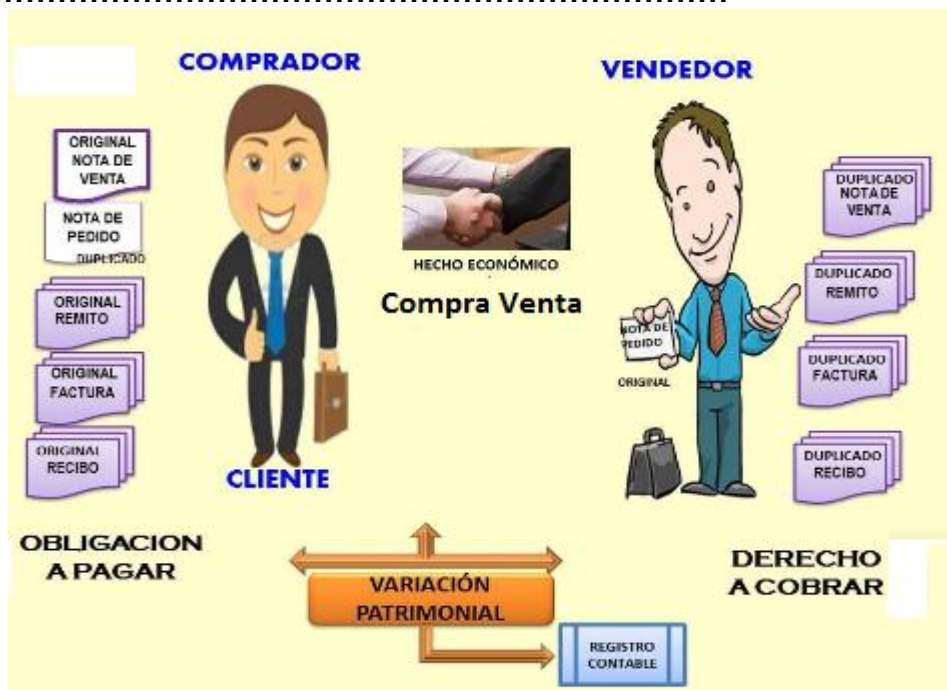 COMPRADOR
VENDEDOR
ORIGINAL
NOTA DE
VENTA
NOTA DE
PEDIDO
DUPLICADO
ORIGINAL
REMITO
ORIGINAL
FACTURA
ORIGINAL
RECIBO
CLIENTE
HECHO ECONÓMICO
Compra Venta
NOTA DE
PEDIDO
ORIGINAL
DUPLICADO
NOTA DE
VENTA
DUPLICADO
REMITO
DUPLICADO
FACTURA
DUPLICADO
RECIBO
OBLIGACION
A PAGAR
DERECHO
A COBRAR
VARIACIÓN
PATRIMONIAL
REGISTRO
CONTABLE